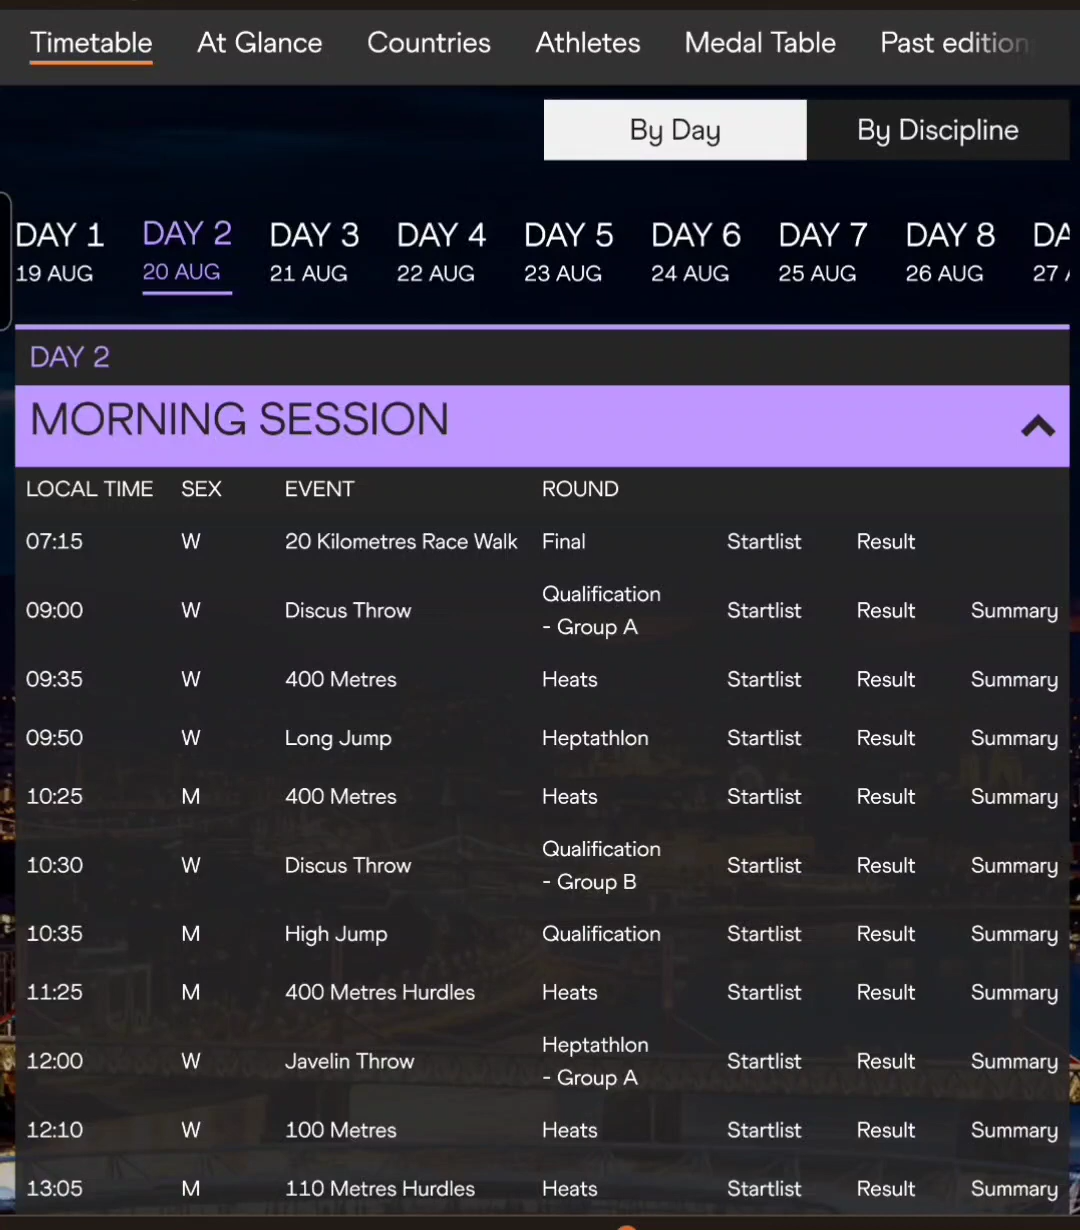 Timetable At Glance Countries Athletes Medal Table Past edition
By Day By Discipline
DAY 1 DAY 2 DAY 3 DAY 4 DAY 5 DAY 6 DAY 7 DAY 8 DA
19 AUG 20 AUG 21 AUG 22 AUG 23 AUG 24 AUG 25 AUG 26 AUG 27
DAY 2
MORNING SESSION
LOCAL TIME SEX EVENT ROUND
07:15 W 20 Kilometres Race Walk Final Startlist Result
09:00 W Discus Throw Qualification - Group A Startlist Result Summary
09:35 W 400 Metres Heats Startlist Result Summary
09:50 W Long Jump Heptathlon Startlist Result Summary
10:25 M 400 Metres Heats Startlist Result Summary
10:30 W Discus Throw Qualification - Group B Startlist Result Summary
10:35 M High Jump Qualification Startlist Result Summary
11:25 M 400 Metres Hurdles Heats Startlist Result Summary
12:00 W Javelin Throw Heptathlon - Group A Startlist Result Summary
12:10 W 100 Metres Heats Startlist Result Summary
13:05 M 110 Metres Hurdles Heats Startlist Result Summary